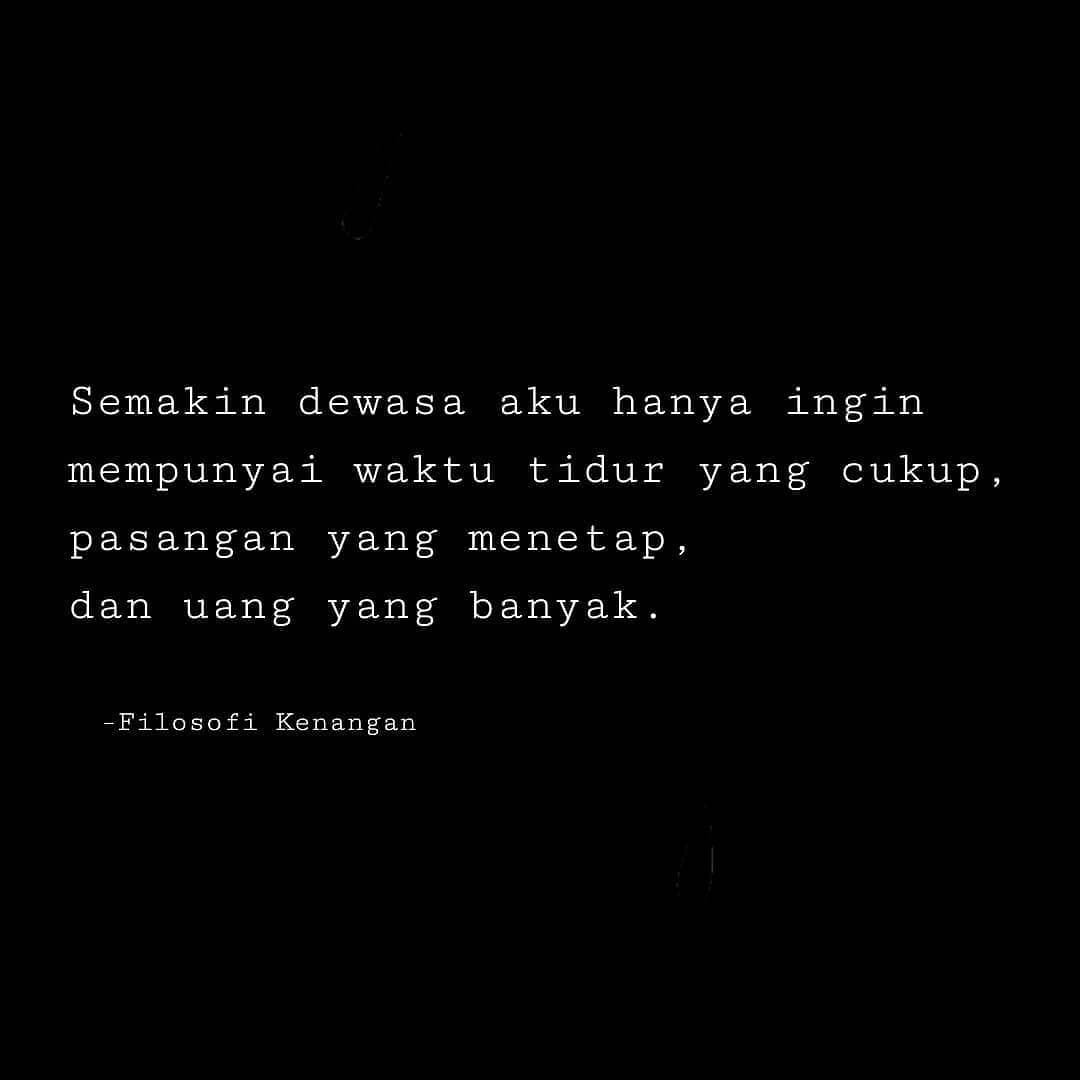 Semakin dewasa aku hanya ingin
mempunyai waktu tidur yang cukup,
pasangan yang menetap,
dan uang yang banyak.
-Filosofi Kenangan